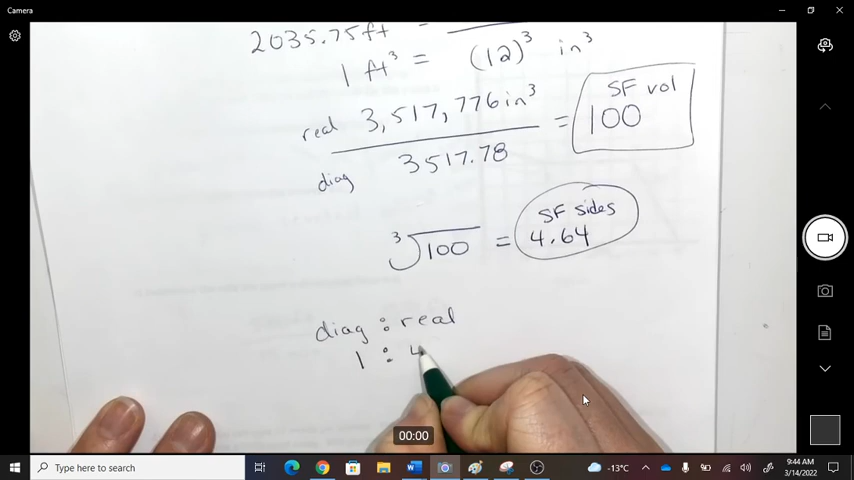 Camera
2035.75ft =
1 ft³ = (12)³ in³
real 3,517,776in³
diag 3517.78
= SF vol
100
³√100 = SF sides
4.64
diag : real
1 : 4
00:00
Type here to search
-13°C
9:44 AM
3/14/2022